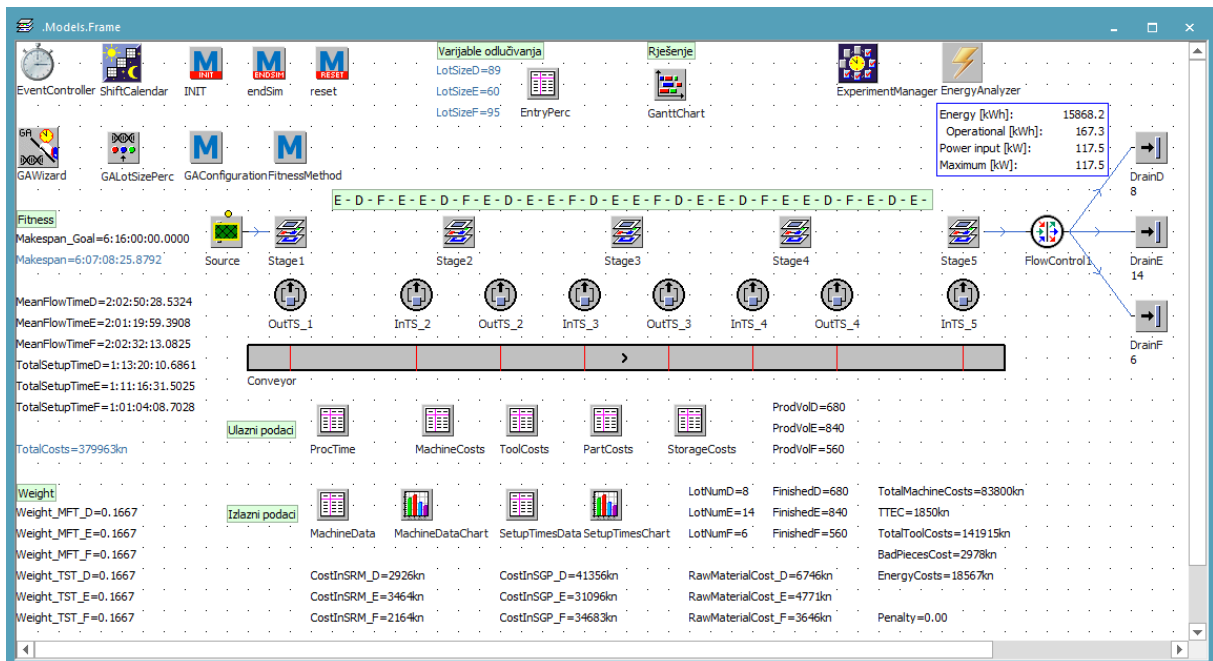 .Models.Frame
Varijable odlučivanja
Rješenje
LotSizeD=89
LotSizeE=60
LotSizeF=95
EventController
ShiftCalendar
INIT
INIT
ENDSIM
endSim
RESET
reset
EntryPerc
GanttChart
ExperimentManager
EnergyAnalyzer
Energy [kWh]: 15868.2
Operational [kWh]: 167.3
Power input [kW]: 117.5
Maximum [kW]: 117.5
GA
GAWizard
GALotSizePerc
GAConfiguration
FitnessMethod
DrainD
8
E - D - F - E - E - D - F - E - D - E - E - F - D - E - E - F - D - E - E - D - F - E - E - D - F - E - D - E -
Fitness
Makespan_Goal=6:16:00:00.0000
Makespan=6:07:08:25.8792
Source
Stage1
Stage2
Stage3
Stage4
Stage5
FlowControl1
DrainE
14
MeanFlowTimeD=2:02:50:28.5324
MeanFlowTimeE=2:01:19:59.3908
MeanFlowTimeF=2:02:32:13.0825
TotalSetupTimeD=1:13:20:10.6861
TotalSetupTimeE=1:11:16:31.5025
TotalSetupTimeF=1:01:04:08.7028
OutTS_1
InTS_2
OutTS_2
InTS_3
OutTS_3
InTS_4
OutTS_4
InTS_5
DrainF
6
Conveyor
Ulazni podaci
ProcTime
MachineCosts
ToolCosts
PartCosts
StorageCosts
ProdVolD=680
ProdVolE=840
ProdVolF=560
TotalCosts=379963kn
Weight
Weight_MFT_D=0.1667
Weight_MFT_E=0.1667
Weight_MFT_F=0.1667
Weight_TST_D=0.1667
Weight_TST_E=0.1667
Weight_TST_F=0.1667
Izlazni podaci
MachineData
MachineDataChart
SetupTimesData
SetupTimesChart
LotNumD=8
LotNumE=14
LotNumF=6
FinishedD=680
FinishedE=840
FinishedF=560
TotalMachineCosts=83800kn
TTEC=1850kn
TotalToolCosts=141915kn
BadPiecesCost=2978kn
EnergyCosts=18567kn
CostInSRM_D=2926kn
CostInSRM_E=3464kn
CostInSRM_F=2164kn
CostInSGP_D=41356kn
CostInSGP_E=31096kn
CostInSGP_F=34683kn
RawMaterialCost_D=6746kn
RawMaterialCost_E=4771kn
RawMaterialCost_F=3646kn
Penalty=0.00